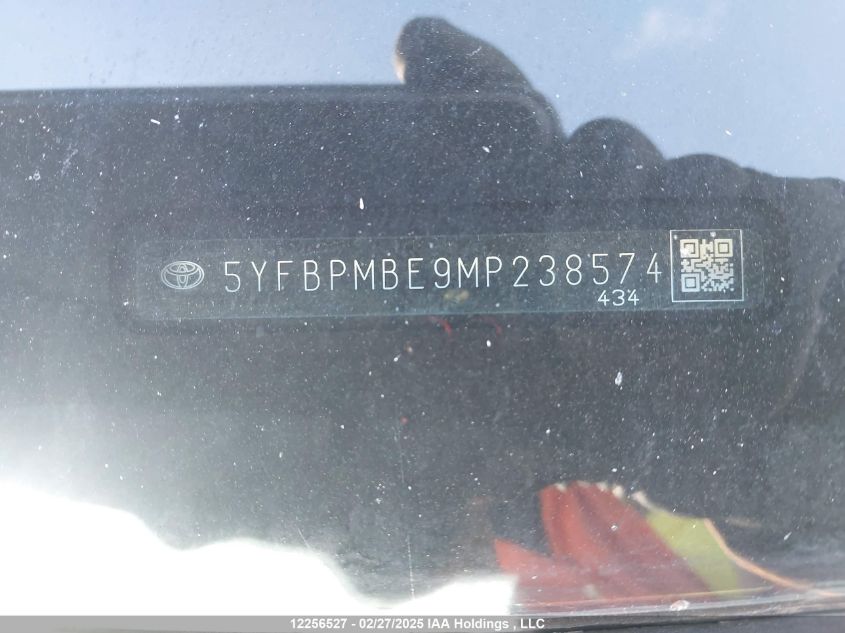 5YFBPMBE9MP238574
434
12256527 - 02/27/2025 IAA Holdings , LLC